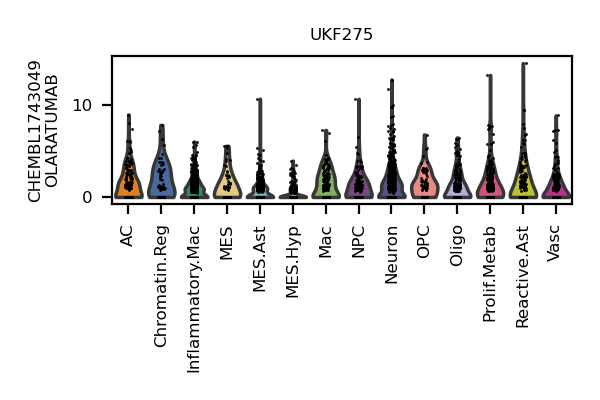 UKF275
CHEMBL1743049
OLARATUMAB
10
0
AC
Chromatin.Reg
Inflammatory.Mac
MES
MES.Ast
MES.Hyp
Mac
NPC
Neuron
OPC
Oligo
Prolif.Metab
Reactive.Ast
Vasc